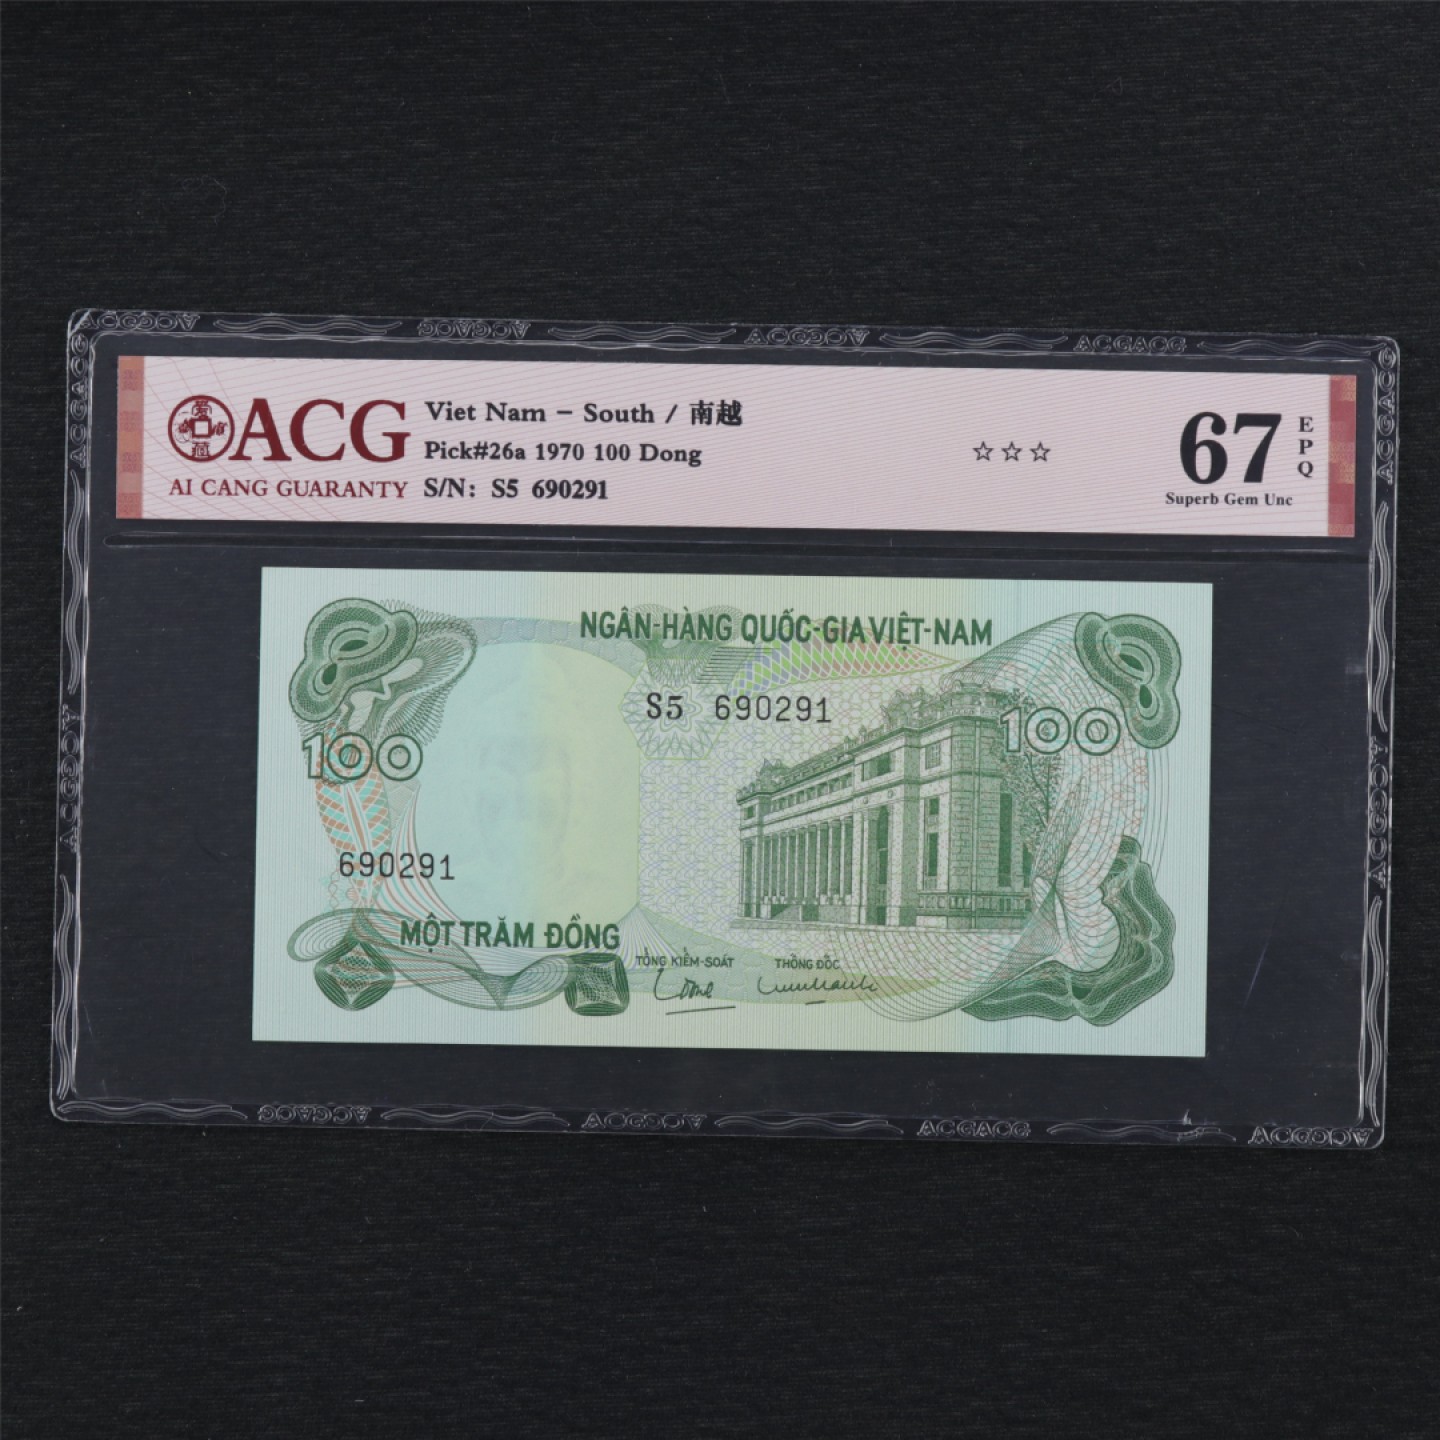 愛藏
ACG
AI CANG GUARANTY
Viet Nam – South / 南越
Pick#26a 1970 100 Dong
S/N: S5 690291
☆☆☆
67
EPQ
Superb Gem Unc
NGÂN-HÀNG QUỐC-GIA VIỆT-NAM
S5 690291
100
100
690291
MỘT TRĂM ĐỒNG
TỔNG KIỂM-SOÁT
THỐNG ĐỐC